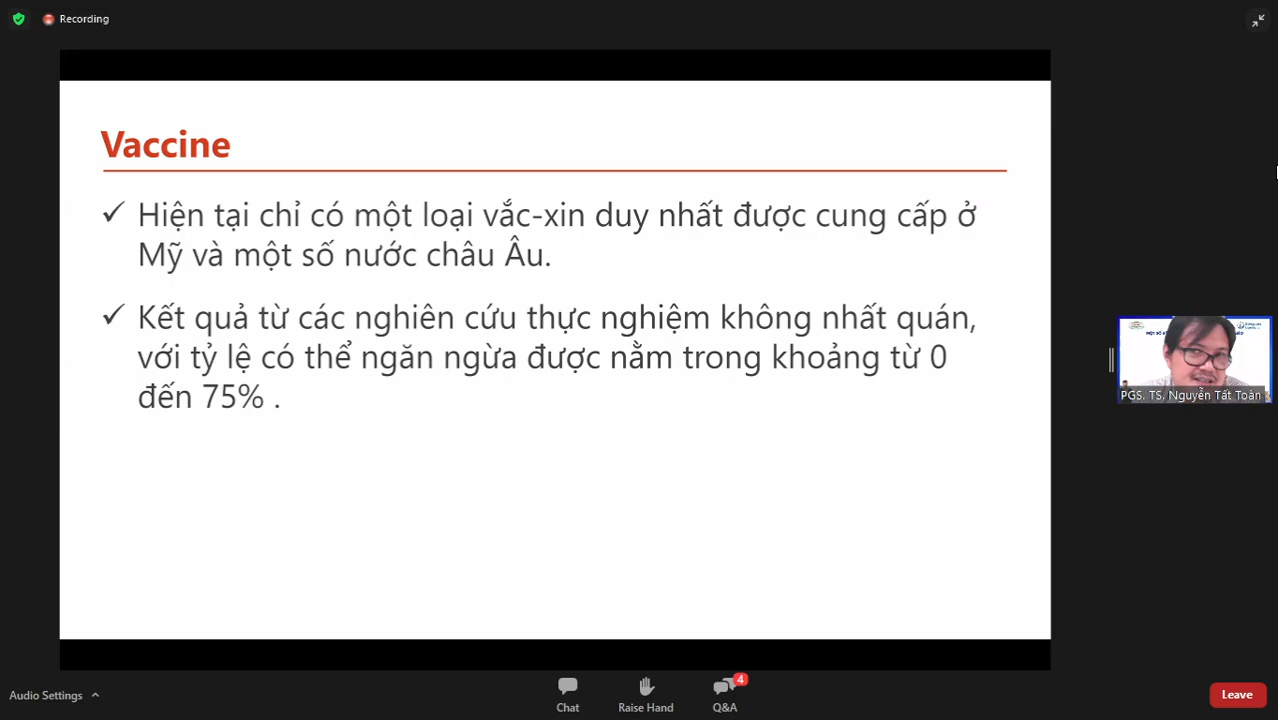 Recording
Vaccine
✓ Hiện tại chỉ có một loại vắc-xin duy nhất được cung cấp ở
Mỹ và một số nước châu Âu.
✓ Kết quả từ các nghiên cứu thực nghiệm không nhất quán,
với tỷ lệ có thể ngăn ngừa được nằm trong khoảng từ 0
đến 75% .
PGS. TS. Nguyễn Tất Toàn
Audio Settings
Chat
Raise Hand
4
Q&A
Leave